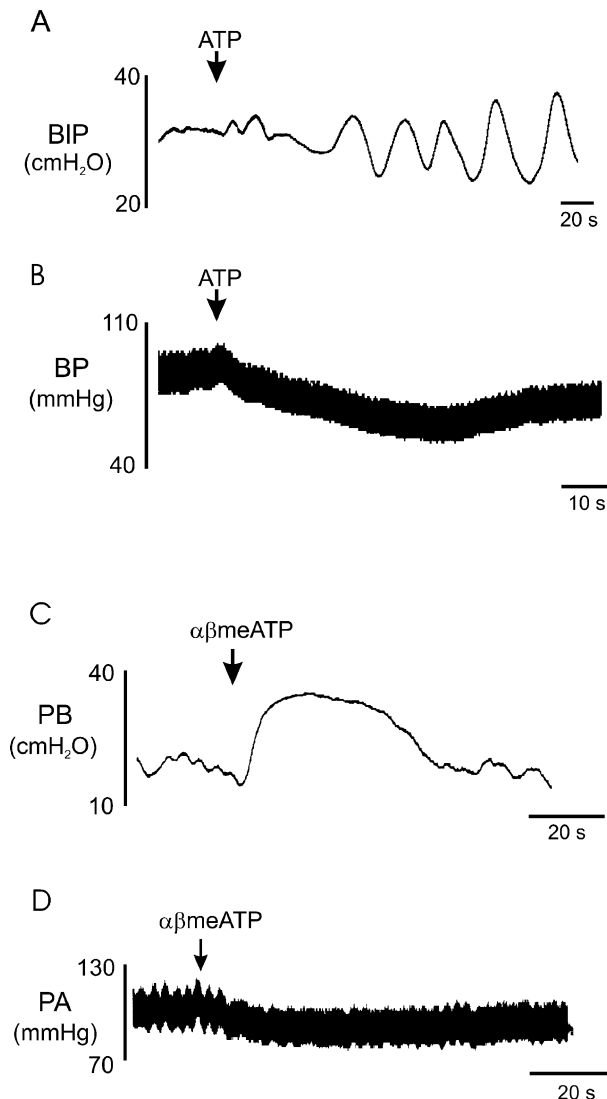 A
ATP
40
BIP
(cmH₂O)
20
20 s
B
ATP
110
BP
(mmHg)
40
10 s
C
αβmeATP
40
PB
(cmH₂O)
10
20 s
D
αβmeATP
130
PA
(mmHg)
70
20 s